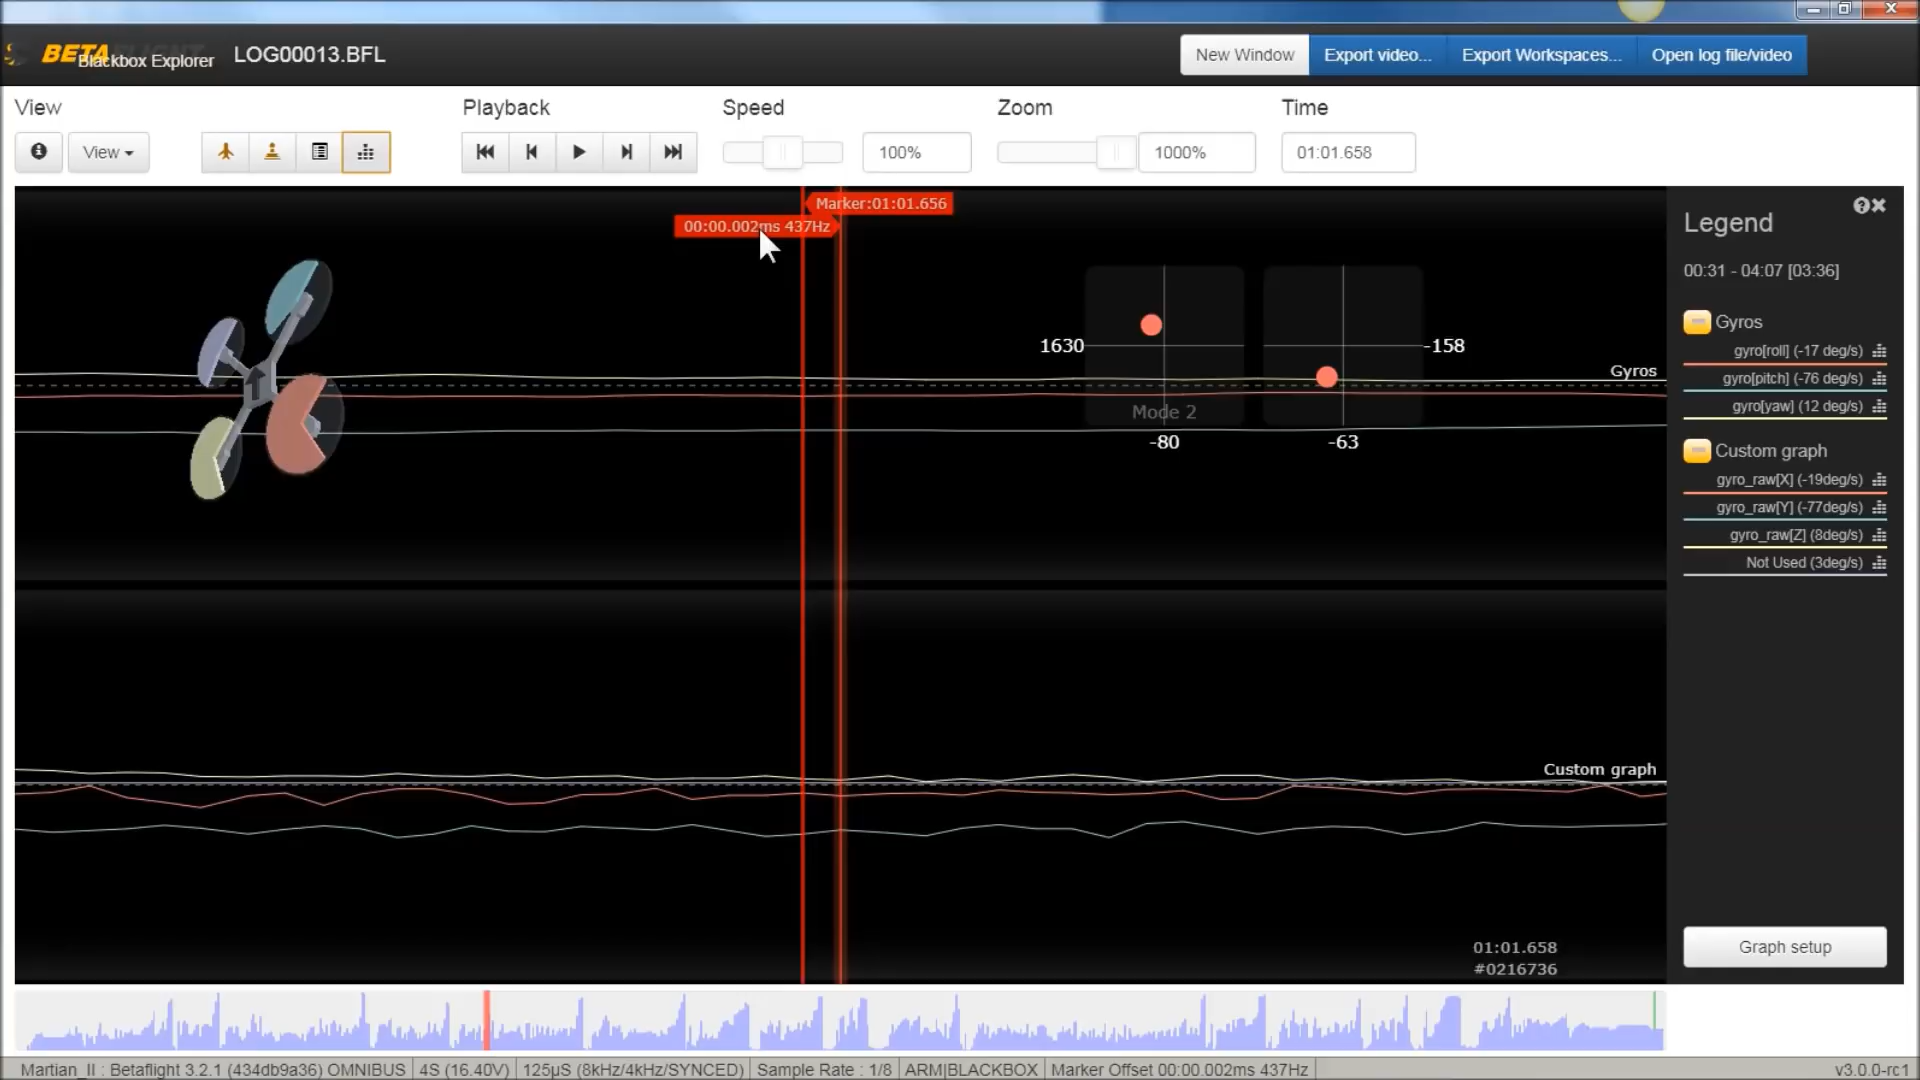 BETAFLIGHT
Blackbox Explorer
LOG00013.BFL
New Window
Export video...
Export Workspaces...
Open log file/video
View
Playback
Speed
Zoom
Time
View
100%
1000%
01:01.658
Marker:01:01.656
00:00.002ms 437Hz
1630
-158
Mode 2
-80
-63
Gyros
Custom graph
01:01.658
#0216736
Legend
00:31 - 04:07 [03:36]
Gyros
gyro[roll] (-17 deg/s)
gyro[pitch] (-76 deg/s)
gyro[yaw] (12 deg/s)
Custom graph
gyro_raw[X] (-19deg/s)
gyro_raw[Y] (-77deg/s)
gyro_raw[Z] (8deg/s)
Not Used (3deg/s)
Graph setup
Martian_II : Betaflight 3.2.1 (434db9a36) OMNIBUS
4S (16.40V)
125µS (8kHz/4kHz/SYNCED)
Sample Rate : 1/8
ARM|BLACKBOX
Marker Offset 00:00.002ms 437Hz
v3.0.0-rc1